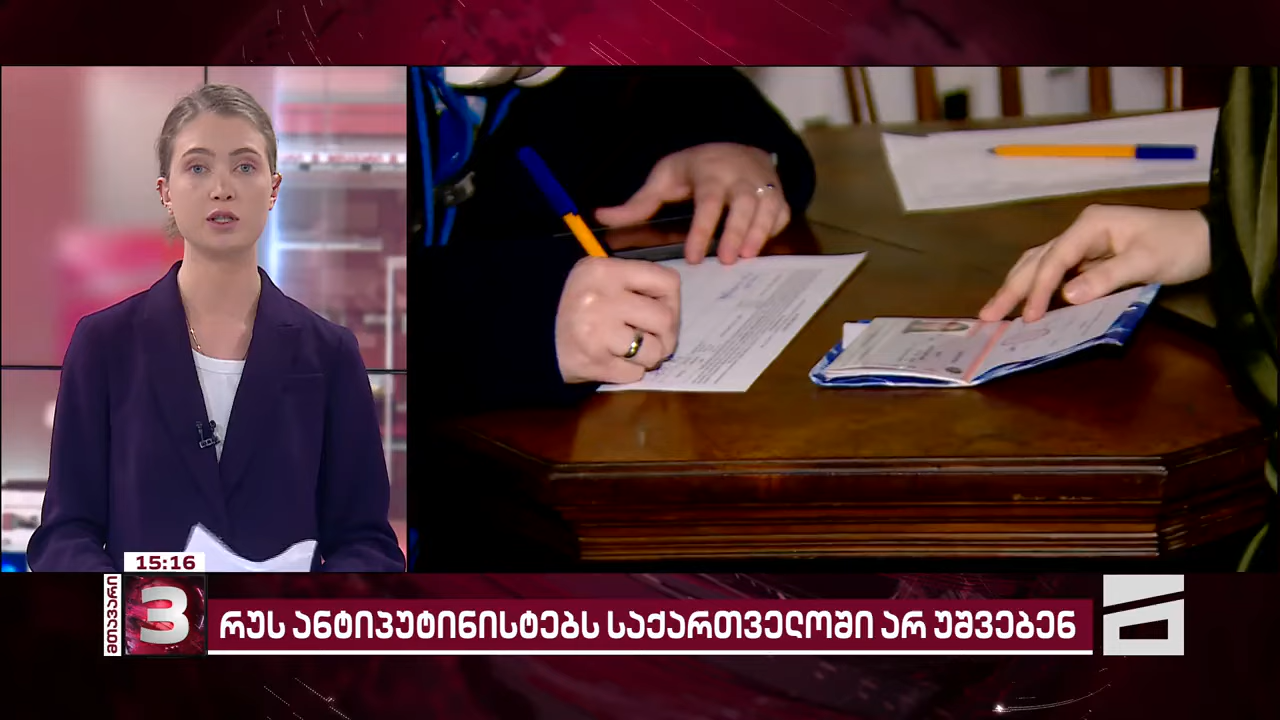 15:16
მთავარი
3
რუს ანტიპუტინისტებს საქართველოში არ უშვებენ